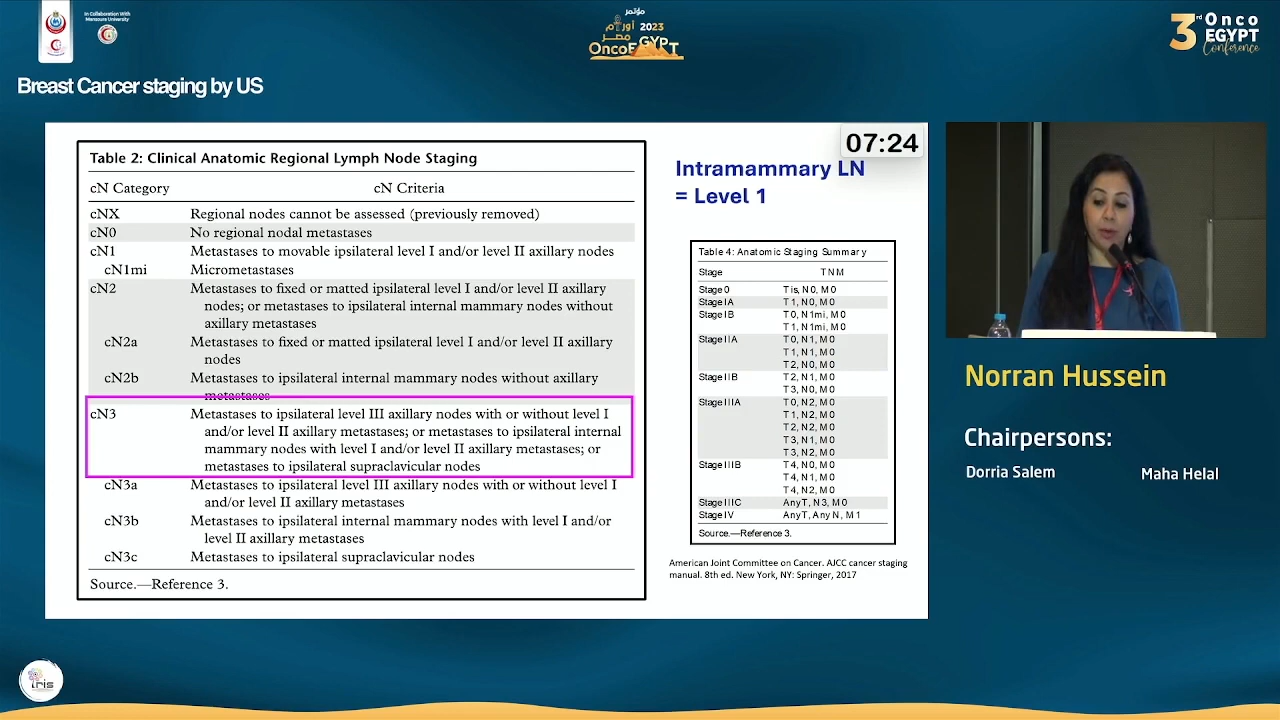 In Collaboration With
Mansoura University
مؤتمر
أورام 2023
مصر
OncoEGYPT
3rd Onco
EGYPT
Conference
Breast Cancer staging by US
07:24
Table 2: Clinical Anatomic Regional Lymph Node Staging
cN Category cN Criteria
cNX Regional nodes cannot be assessed (previously removed)
cN0 No regional nodal metastases
cN1 Metastases to movable ipsilateral level I and/or level II axillary nodes
cN1mi Micrometastases
cN2 Metastases to fixed or matted ipsilateral level I and/or level II axillary
nodes; or metastases to ipsilateral internal mammary nodes without
axillary metastases
cN2a Metastases to fixed or matted ipsilateral level I and/or level II axillary
nodes
cN2b Metastases to ipsilateral internal mammary nodes without axillary
metastases
cN3 Metastases to ipsilateral level III axillary nodes with or without level I
and/or level II axillary metastases; or metastases to ipsilateral internal
mammary nodes with level I and/or level II axillary metastases; or
metastases to ipsilateral supraclavicular nodes
cN3a Metastases to ipsilateral level III axillary nodes with or without level I
and/or level II axillary metastases
cN3b Metastases to ipsilateral internal mammary nodes with level I and/or
level II axillary metastases
cN3c Metastases to ipsilateral supraclavicular nodes
Source.—Reference 3.
Intramammary LN
= Level 1
Table 4: Anatomic Staging Summary
Stage TNM
Stage 0 Tis, N0, M0
Stage IA T1, N0, M0
Stage IB T0, N1mi, M0
T1, N1mi, M0
Stage IIA T0, N1, M0
T1, N1, M0
T2, N0, M0
Stage IIB T2, N1, M0
T3, N0, M0
Stage IIIA T0, N2, M0
T1, N2, M0
T2, N2, M0
T3, N1, M0
T3, N2, M0
Stage IIIB T4, N0, M0
T4, N1, M0
T4, N2, M0
Stage IIIC Any T, N3, M0
Stage IV Any T, Any N, M1
Source.—Reference 3.
American Joint Committee on Cancer. AJCC cancer staging
manual. 8th ed. New York, NY: Springer, 2017
Norran Hussein
Chairpersons:
Dorria Salem Maha Helal
iris